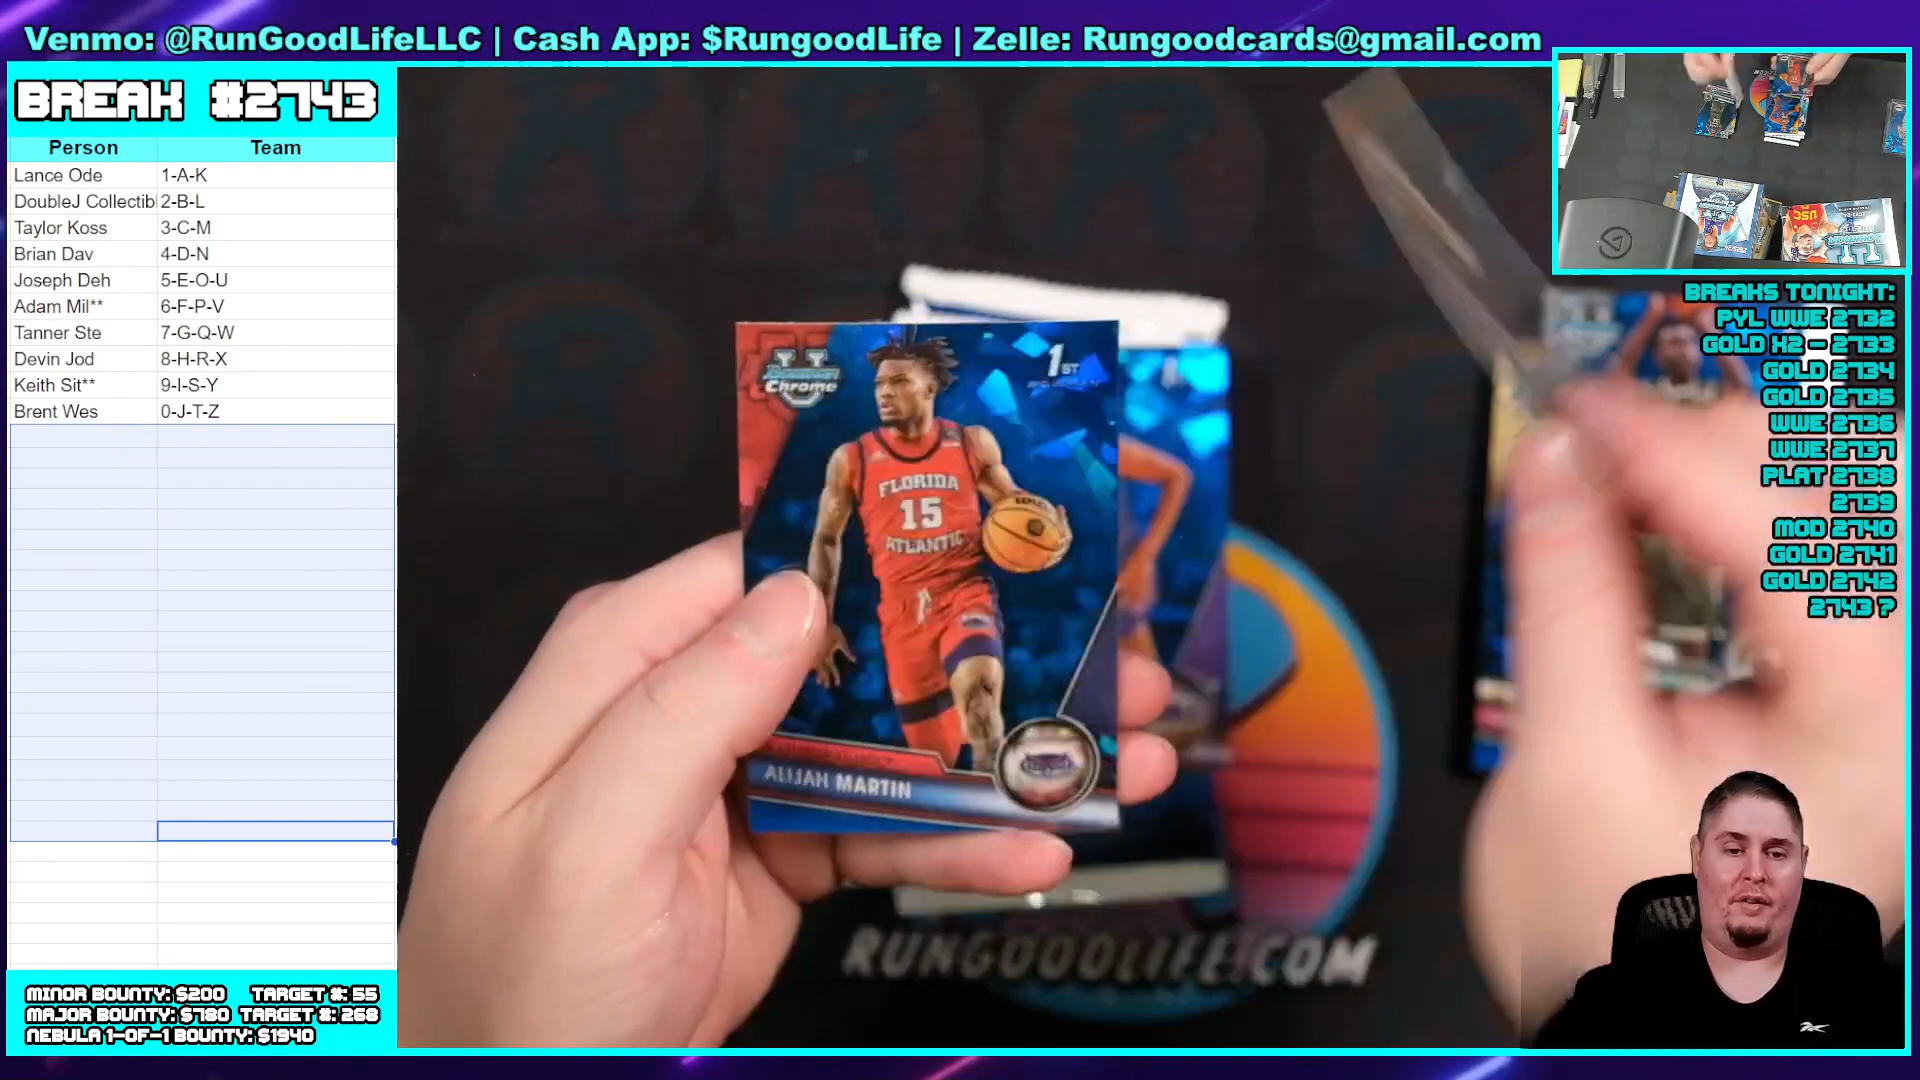 Venmo: @RunGoodLifeLLC | Cash App: $RungoodLife | Zelle: Rungoodcards@gmail.com
BREAK #2743
Person Team
Lance Ode 1-A-K
DoubleJ Collectib 2-B-L
Taylor Koss 3-C-M
Brian Dav 4-D-N
Joseph Deh 5-E-O-U
Adam Mil** 6-F-P-V
Tanner Ste 7-G-Q-W
Devin Jod 8-H-R-X
Keith Sit** 9-I-S-Y
Brent Wes 0-J-T-Z
MINOR BOUNTY: $200 TARGET #: 55
MAJOR BOUNTY: $780 TARGET #: 268
NEBULA 1-OF-1 BOUNTY: $1940
U
BOWMAN
Chrome
1ST
FLORIDA
15
ATLANTIC
ALIJAH MARTIN
RUNGOODLIFE.COM
USC
BREAKS TONIGHT:
PYL WWE 2732
GOLD X2 - 2733
GOLD 2734
GOLD 2735
WWE 2736
WWE 2737
PLAT 2738
2739
MOD 2740
GOLD 2741
GOLD 2742
2743 ?